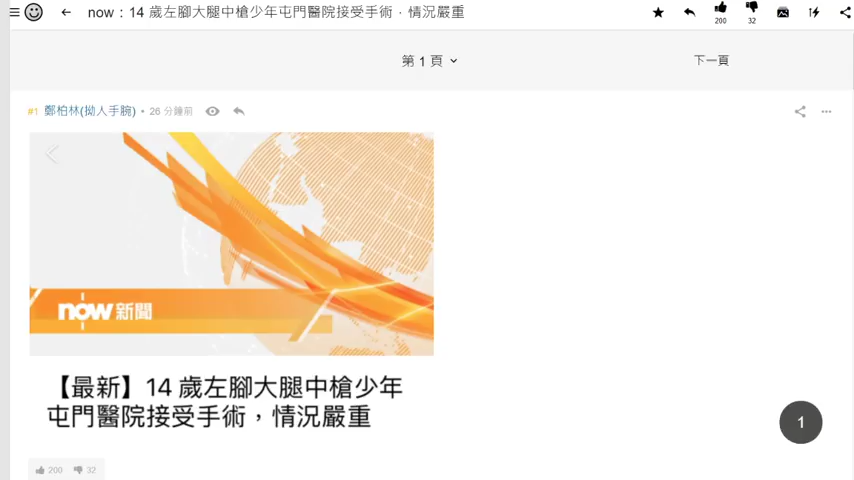 now：14 歲左腳大腿中槍少年屯門醫院接受手術，情況嚴重
200
32
第 1 頁
下一頁
#1 鄭柏林(拗人手腕) • 26 分鐘前
now 新聞
【最新】14 歲左腳大腿中槍少年
屯門醫院接受手術，情況嚴重
1
200 32